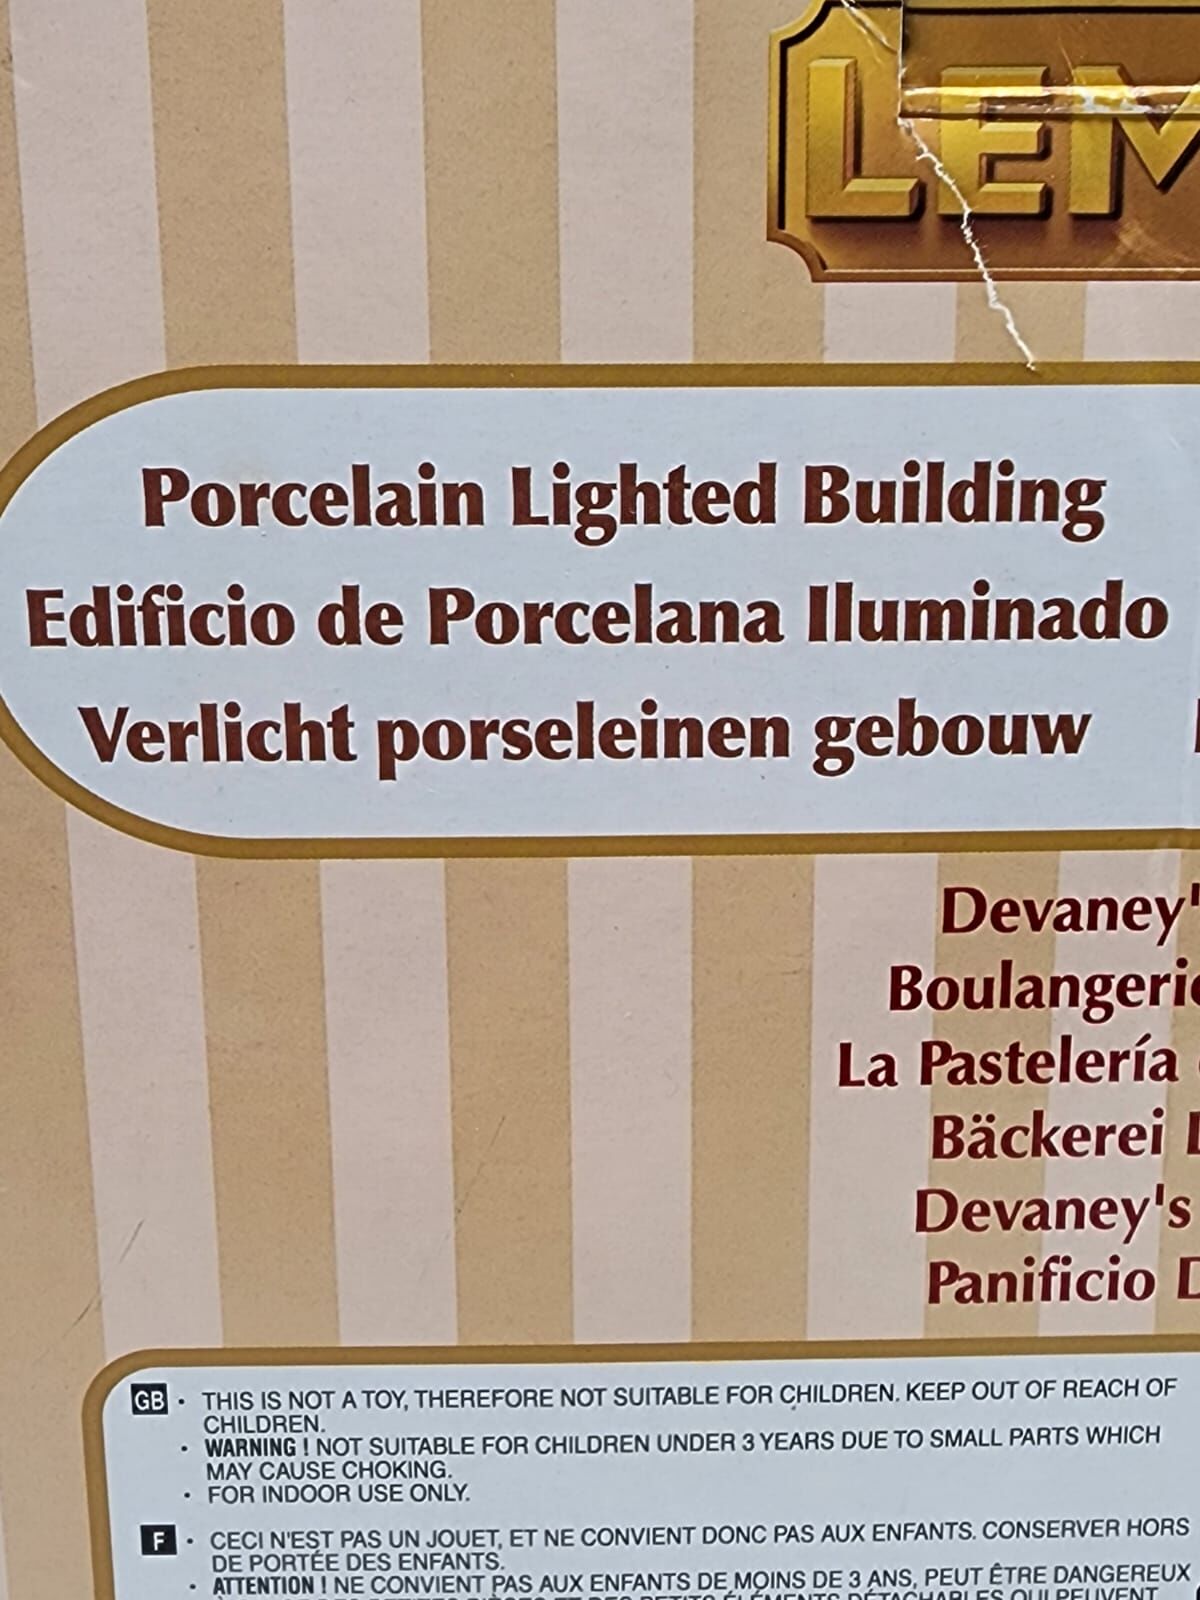 LEM
Porcelain Lighted Building
Edificio de Porcelana Iluminado
Verlicht porseleinen gebouw
Devaney'
Boulangerie
La Pastelería
Bäckerei
Devaney's
Panificio
GB • THIS IS NOT A TOY, THEREFORE NOT SUITABLE FOR CHILDREN. KEEP OUT OF REACH OF
CHILDREN.
• WARNING ! NOT SUITABLE FOR CHILDREN UNDER 3 YEARS DUE TO SMALL PARTS WHICH
MAY CAUSE CHOKING.
• FOR INDOOR USE ONLY.
F • CECI N'EST PAS UN JOUET, ET NE CONVIENT DONC PAS AUX ENFANTS. CONSERVER HORS
DE PORTÉE DES ENFANTS.
• ATTENTION ! NE CONVIENT PAS AUX ENFANTS DE MOINS DE 3 ANS, PEUT ÊTRE DANGEREUX